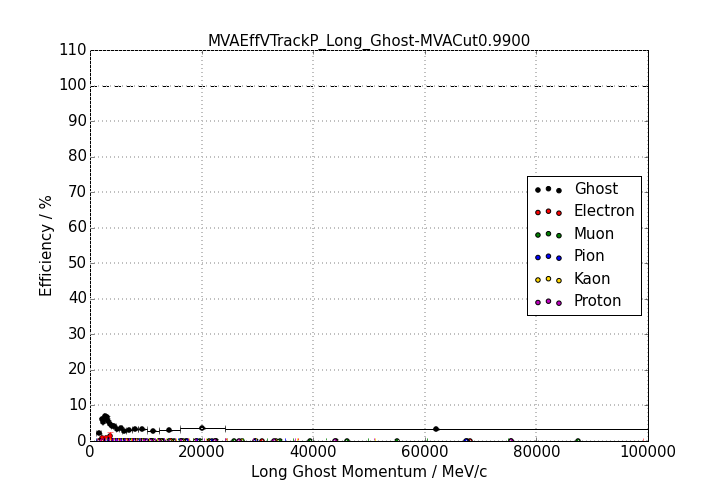 MVAEffVTrackP_Long_Ghost-MVACut0.9900
110
100
90
80
70
60
50
40
30
20
10
0
Efficiency / %
Ghost
Electron
Muon
Pion
Kaon
Proton
0 20000 40000 60000 80000 100000
Long Ghost Momentum / MeV/c